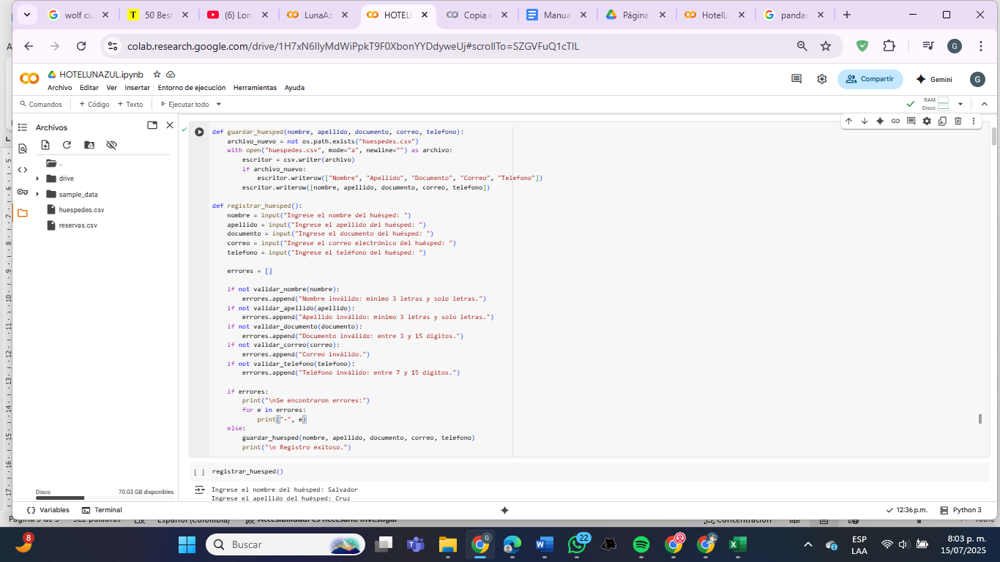 wolf cu
50 Best
(6) Lon
LunaAz
HOTELU
Copia d
Manua
Página
HotelLu
pandas
colab.research.google.com/drive/1H7xN6IlyMdWiPpkT9F0XbonYYDdyweUj#scrollTo=SZGVFuQ1cTlL
G
HOTELUNAZUL.ipynb
Archivo Editar Ver Insertar Entorno de ejecución Herramientas Ayuda
Compartir
Gemini
G
Comandos + Código + Texto Ejecutar todo
RAM
Disco
Archivos
..
drive
sample_data
huespedes.csv
reservas.csv
Disco 70.03 GB disponibles
def guardar_huesped(nombre, apellido, documento, correo, telefono):
archivo_nuevo = not os.path.exists("huespedes.csv")
with open("huespedes.csv", mode="a", newline="") as archivo:
escritor = csv.writer(archivo)
if archivo_nuevo:
escritor.writerow(["Nombre", "Apellido", "Documento", "Correo", "Telefono"])
escritor.writerow([nombre, apellido, documento, correo, telefono])
def registrar_huesped():
nombre = input("Ingrese el nombre del huésped: ")
apellido = input("Ingrese el apellido del huésped: ")
documento = input("Ingrese el documento del huésped: ")
correo = input("Ingrese el correo electrónico del huésped: ")
telefono = input("Ingrese el teléfono del huésped: ")
errores = []
if not validar_nombre(nombre):
errores.append("Nombre inválido: mínimo 3 letras y solo letras.")
if not validar_apellido(apellido):
errores.append("Apellido inválido: mínimo 3 letras y solo letras.")
if not validar_documento(documento):
errores.append("Documento inválido: entre 3 y 15 dígitos.")
if not validar_correo(correo):
errores.append("Correo inválido.")
if not validar_telefono(telefono):
errores.append("Teléfono inválido: entre 7 y 15 dígitos.")
if errores:
print("\nSe encontraron errores:")
for e in errores:
print("-", e)
else:
guardar_huesped(nombre, apellido, documento, correo, telefono)
print("\n Registro exitoso.")
[ ] registrar_huesped()
Ingrese el nombre del huésped: Salvador
Ingrese el apellido del huésped: Cruz
Variables Terminal
12:36 p.m. Python 3
8
Buscar
22
ESP
LAA
8:03 p. m.
15/07/2025